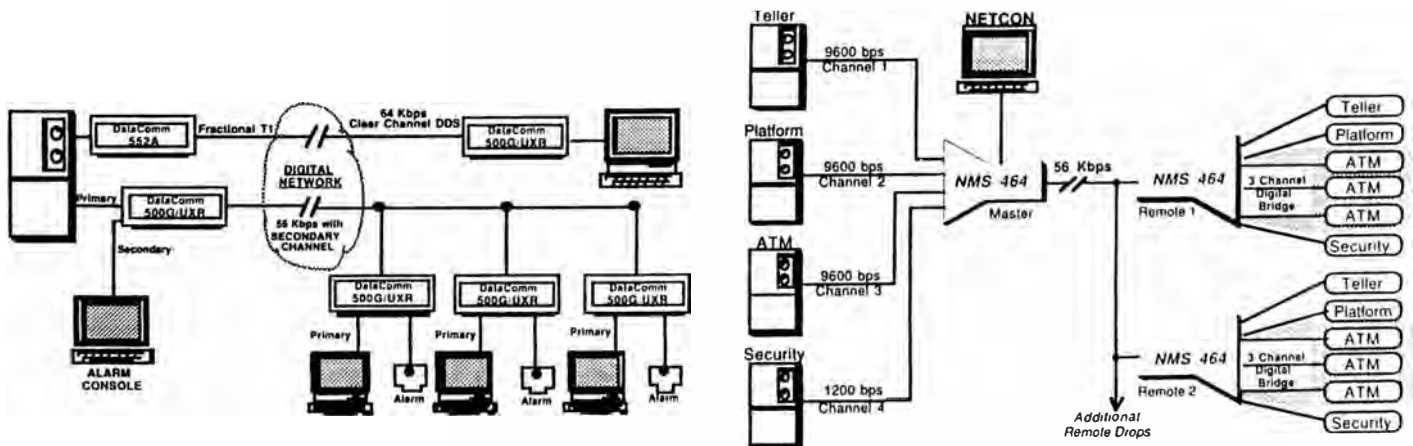 DataComm
552A
Fractional T1
64 Kbps
Clear Channel DDS
DataComm
500G/UXR
DIGITAL
NETWORK
Primary
DataComm
500G/UXR
56 Kbps with
SECONDARY
CHANNEL
Secondary
DataComm
500G/UXR
DataComm
500G/UXR
DataComm
500G UXR
Primary
Primary
Primary
ALARM
CONSOLE
Alarm
Alarm
Alarm
Teller
9600 bps
Channel 1
NETCON
Platform
9600 bps
Channel 2
NMS 464
Master
56 Kbps
ATM
9600 bps
Channel 3
Security
1200 bps
Channel 4
NMS 464
Remote 1
3 Channel
Digital
Bridge
Teller
Platform
ATM
ATM
ATM
Security
NMS 464
Remote 2
3 Channel
Digital
Bridge
Teller
Platform
ATM
ATM
ATM
Security
Additional
Remote Drops